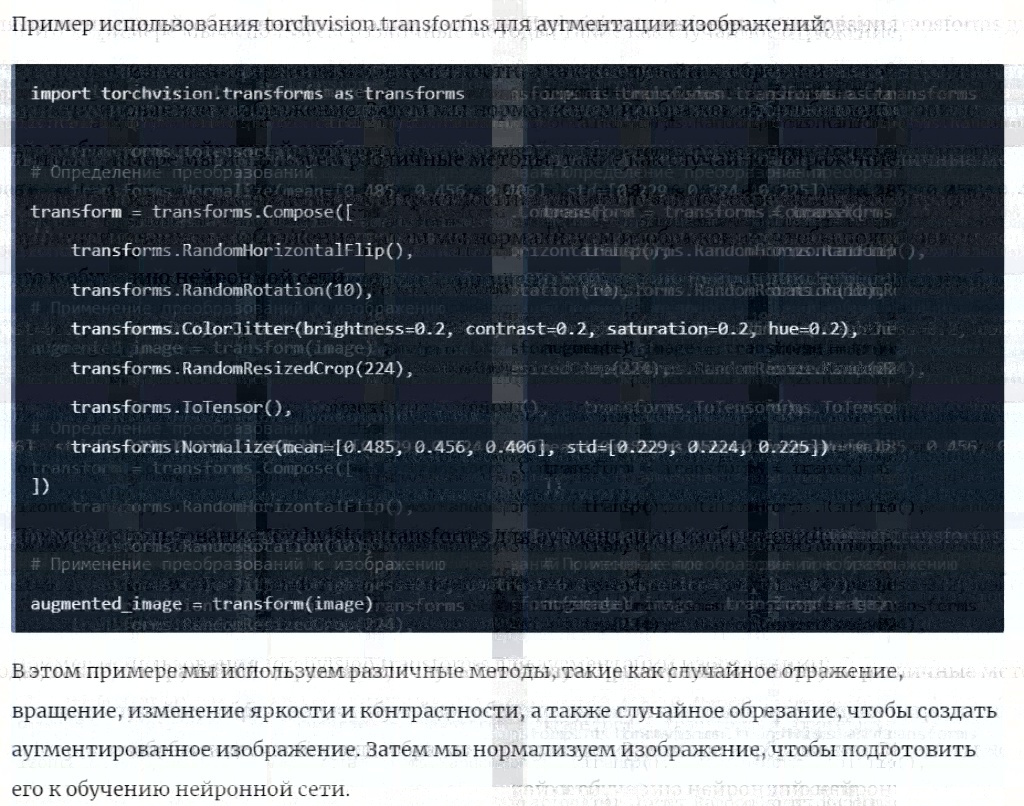 Пример использования torchvision.transforms для аугментации изображений:
import torchvision.transforms as transforms
# Определение преобразований
transform = transforms.Compose([
transforms.RandomHorizontalFlip(),
transforms.RandomRotation(10),
transforms.ColorJitter(brightness=0.2, contrast=0.2, saturation=0.2, hue=0.2),
transforms.RandomResizedCrop(224),
transforms.ToTensor(),
transforms.Normalize(mean=[0.485, 0.456, 0.406], std=[0.229, 0.224, 0.225])
])
# Применение преобразований к изображению
augmented_image = transform(image)
В этом примере мы используем различные методы, такие как случайное отражение,
вращение, изменение яркости и контрастности, а также случайное обрезание, чтобы создать
аугментированное изображение. Затем мы нормализуем изображение, чтобы подготовить
его к обучению нейронной сети.